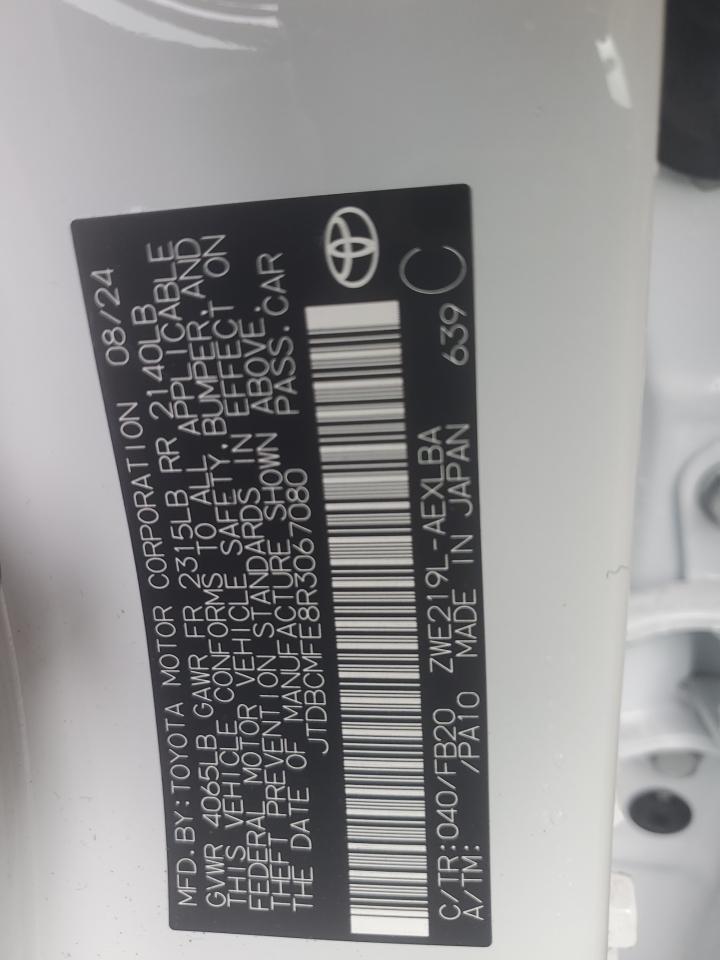 MFD. BY: TOYOTA MOTOR CORPORATION 08/24
GVWR 4065LB GAWR FR 2315LB RR 2140LB
THIS VEHICLE CONFORMS TO ALL APPLICABLE
FEDERAL MOTOR VEHICLE SAFETY, BUMPER, AND
THEFT PREVENTION STANDARDS IN EFFECT ON
THE DATE OF MANUFACTURE SHOWN ABOVE.
JTDBCMFE8R3067080 PASS. CAR
C/TR: 040/FB20 ZWE219L-AEXLBA 639 C
A/TM: /PA10 MADE IN JAPAN